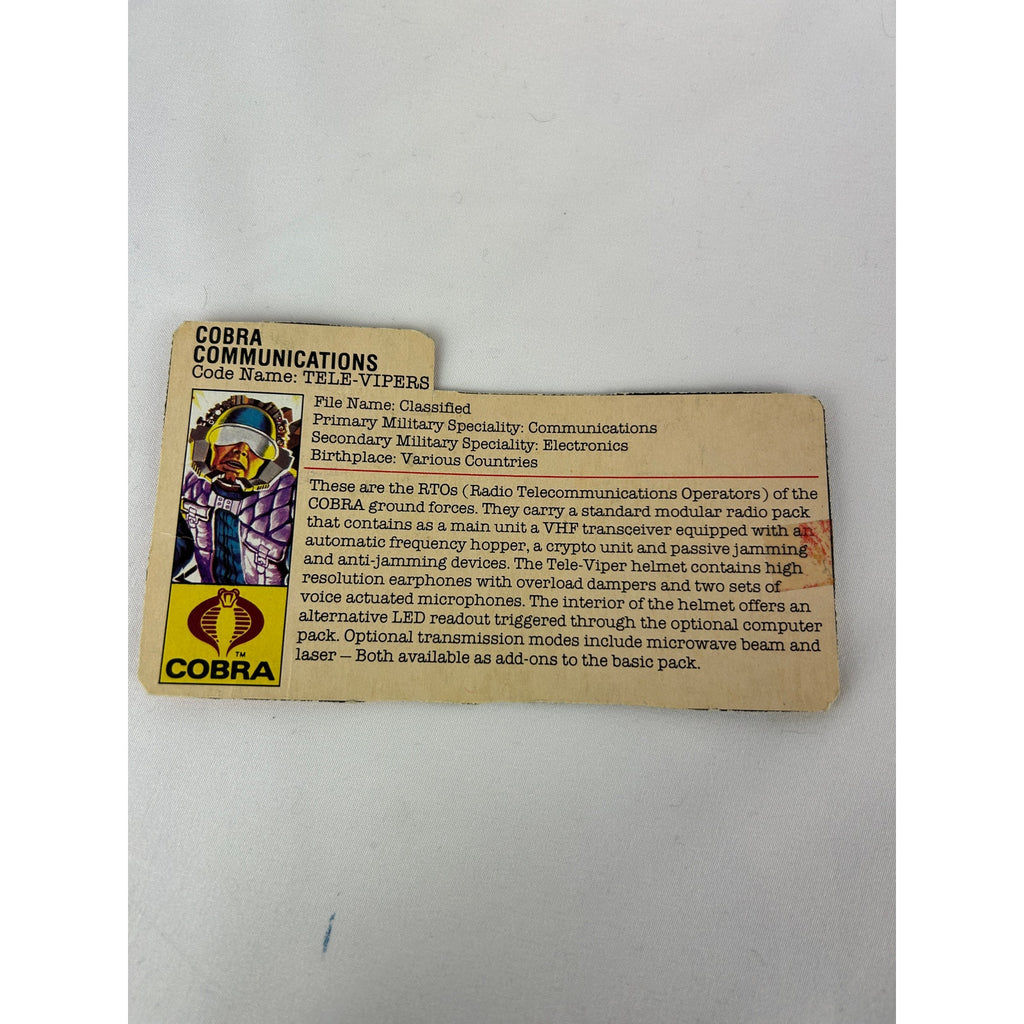 COBRA
COMMUNICATIONS
Code Name: TELE-VIPERS
File Name: Classified
Primary Military Speciality: Communications
Secondary Military Speciality: Electronics
Birthplace: Various Countries
These are the RTOs (Radio Telecommunications Operators) of the
COBRA ground forces. They carry a standard modular radio pack
that contains as a main unit a VHF transceiver equipped with an
automatic frequency hopper, a crypto unit and passive jamming
and anti-jamming devices. The Tele-Viper helmet contains high
resolution earphones with overload dampers and two sets of
voice actuated microphones. The interior of the helmet offers an
alternative LED readout triggered through the optional computer
pack. Optional transmission modes include microwave beam and
laser — Both available as add-ons to the basic pack.
TM
COBRA